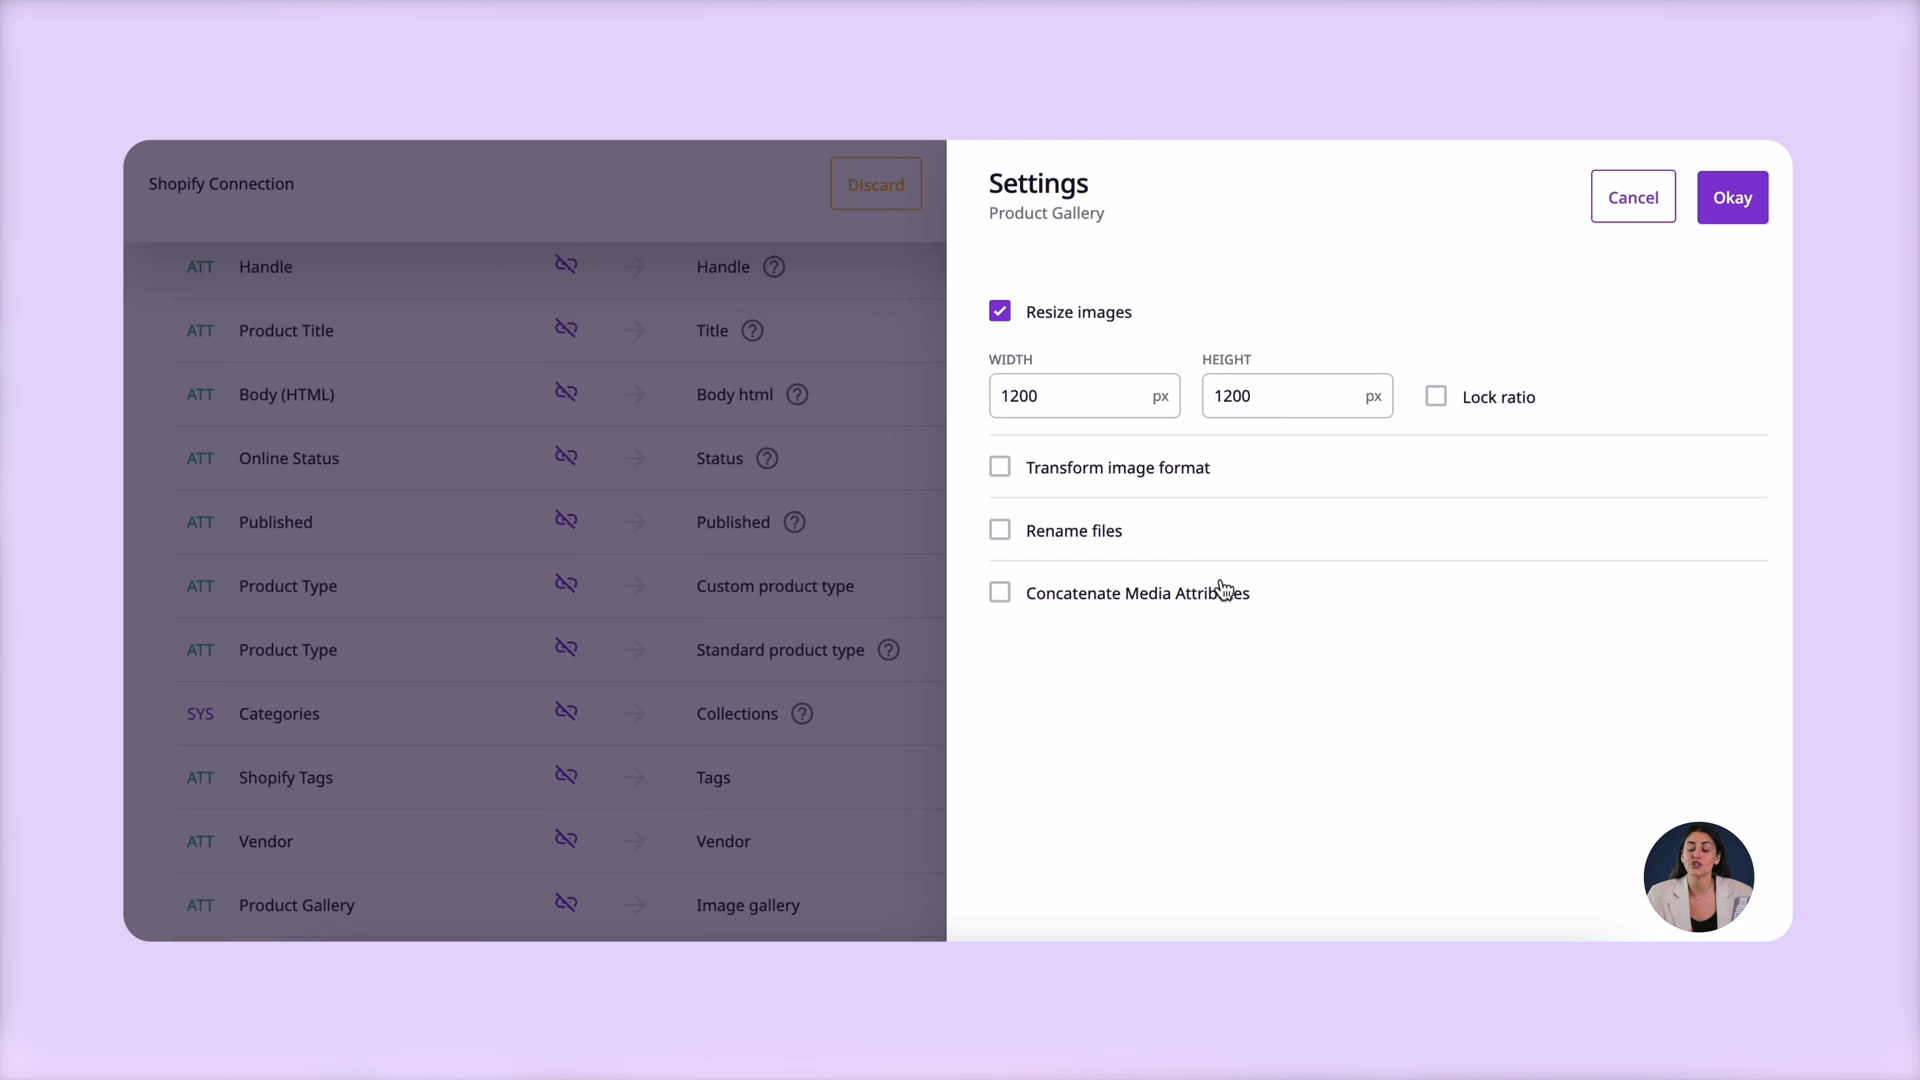 Shopify Connection
Discard
ATT Handle Handle ?
ATT Product Title Title ?
ATT Body (HTML) Body html ?
ATT Online Status Status ?
ATT Published Published ?
ATT Product Type Custom product type
ATT Product Type Standard product type ?
SYS Categories Collections ?
ATT Shopify Tags Tags
ATT Vendor Vendor
ATT Product Gallery Image gallery
Settings
Product Gallery
Cancel
Okay
Resize images
WIDTH HEIGHT
1200 px 1200 px Lock ratio
Transform image format
Rename files
Concatenate Media Attributes